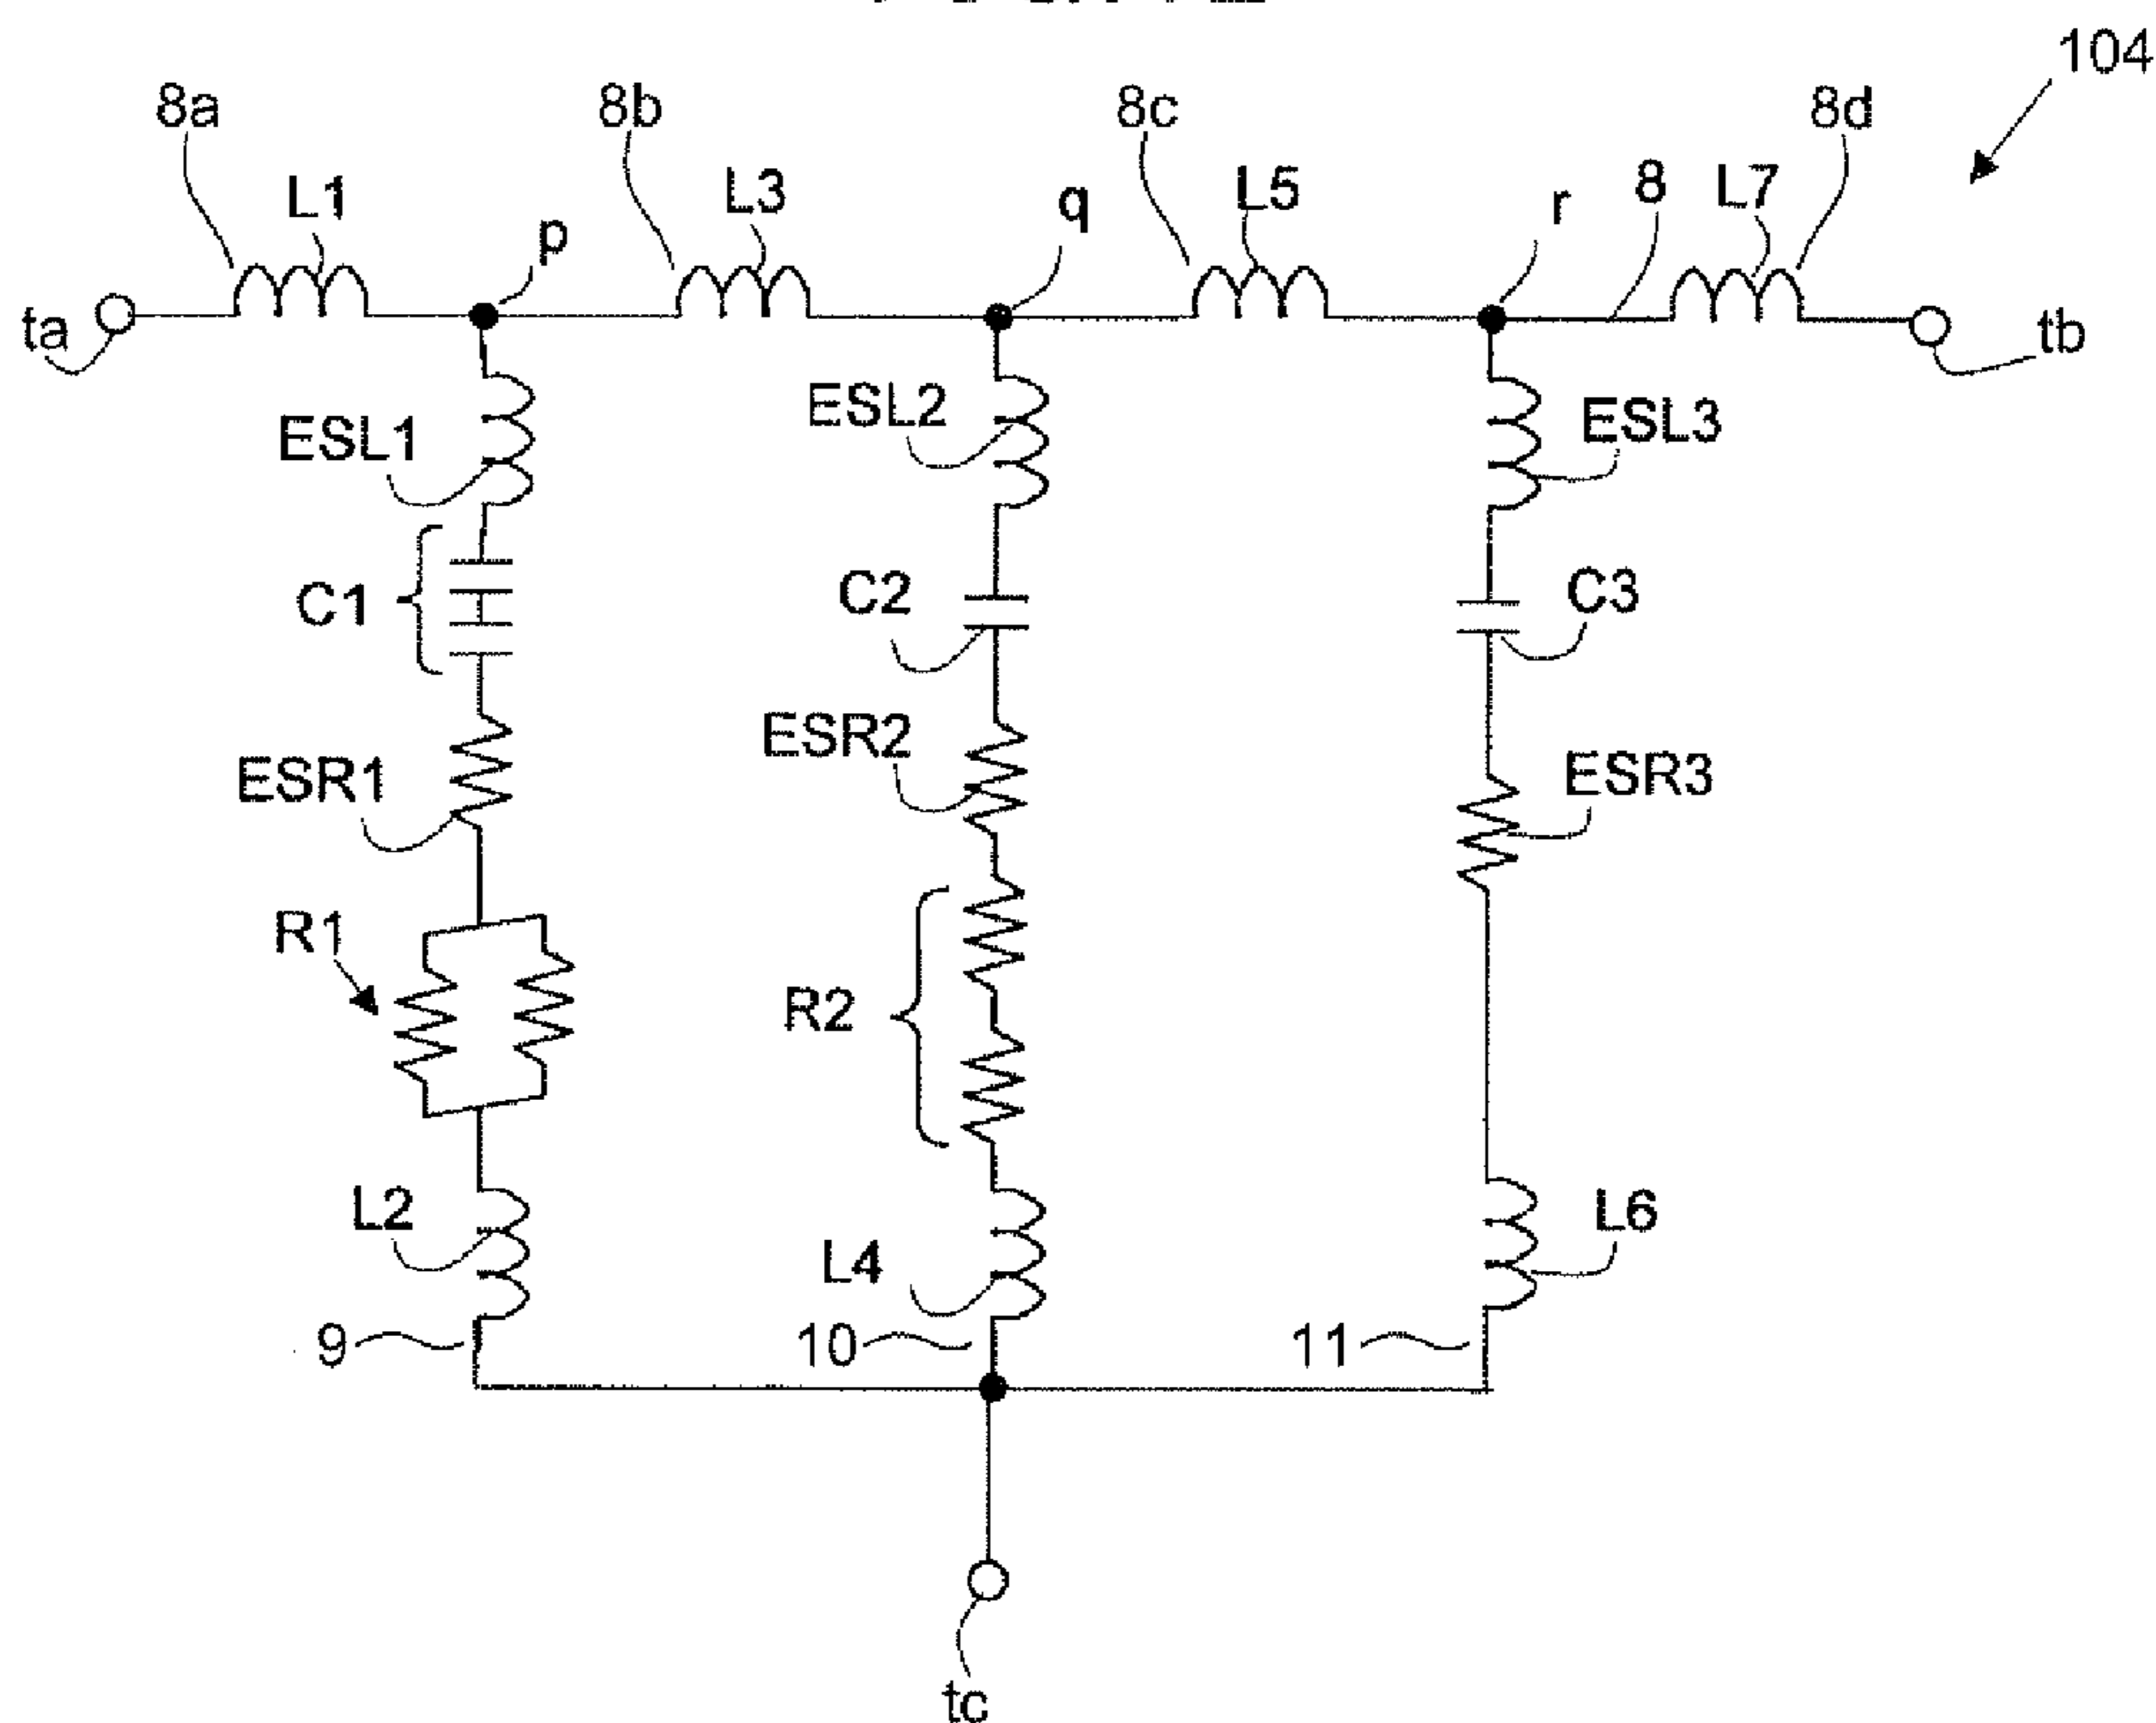 104
8a
8b
8c
8d
L1
L3
L5
8
L7
p
q
r
ta
tb
ESL1
ESL2
ESL3
C1
C2
C3
ESR1
ESR2
ESR3
R1
R2
L2
L4
L6
9
10
11
tc